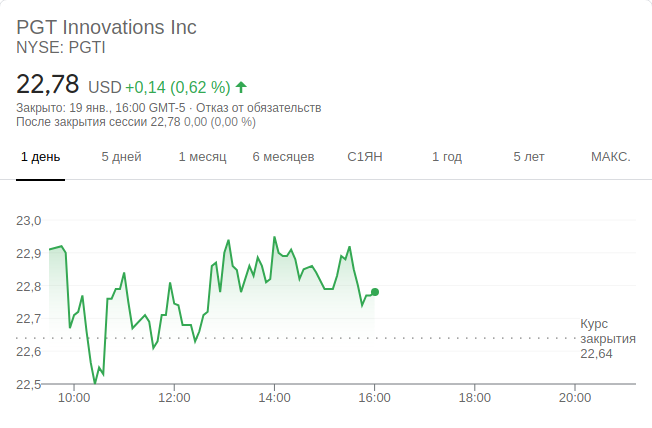 PGT Innovations Inc
NYSE: PGTI
22,78 USD +0,14 (0,62 %)
Закрыто: 19 янв., 16:00 GMT-5 · Отказ от обязательств
После закрытия сессии 22,78 0,00 (0,00 %)
1 день 5 дней 1 месяц 6 месяцев С1ЯН 1 год 5 лет МАКС.
23,0
22,9
22,8
22,7
Курс
закрытия
22,64
22,6
22,5
10:00 12:00 14:00 16:00 18:00 20:00